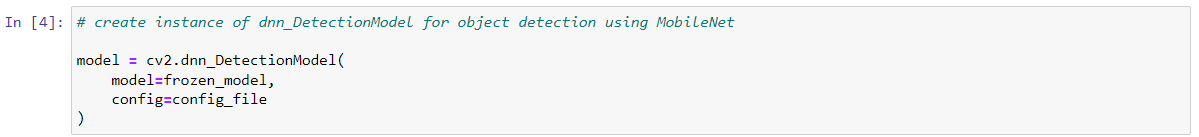 In [4]: # create instance of dnn_DetectionModel for object detection using MobileNet
model = cv2.dnn_DetectionModel(
    model=frozen_model,
    config=config_file
)